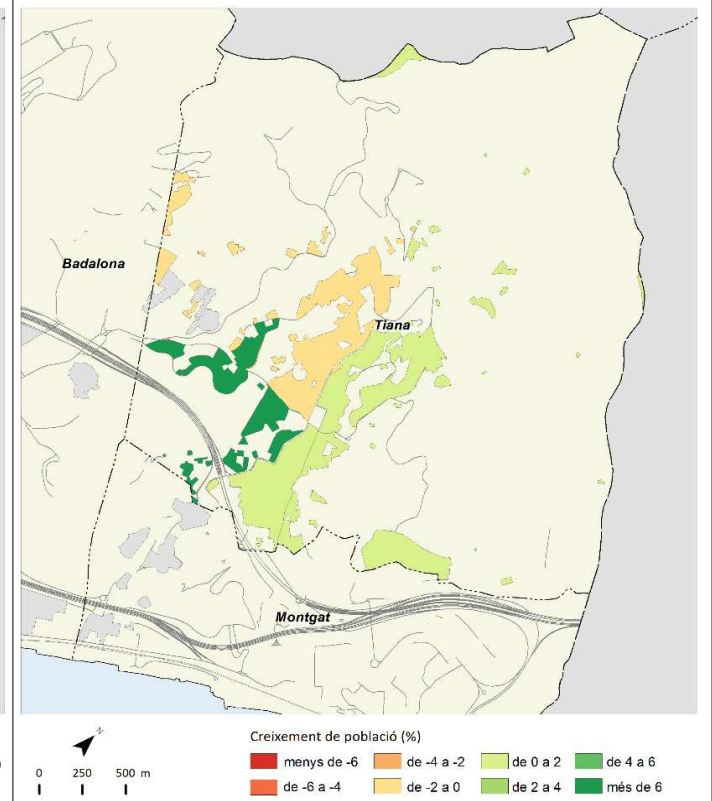 Badalona
Tiana
Montgat
N
0 250 500 m
Creixement de població (%)
menys de -6
de -4 a -2
de 0 a 2
de 4 a 6
de -6 a -4
de -2 a 0
de 2 a 4
més de 6